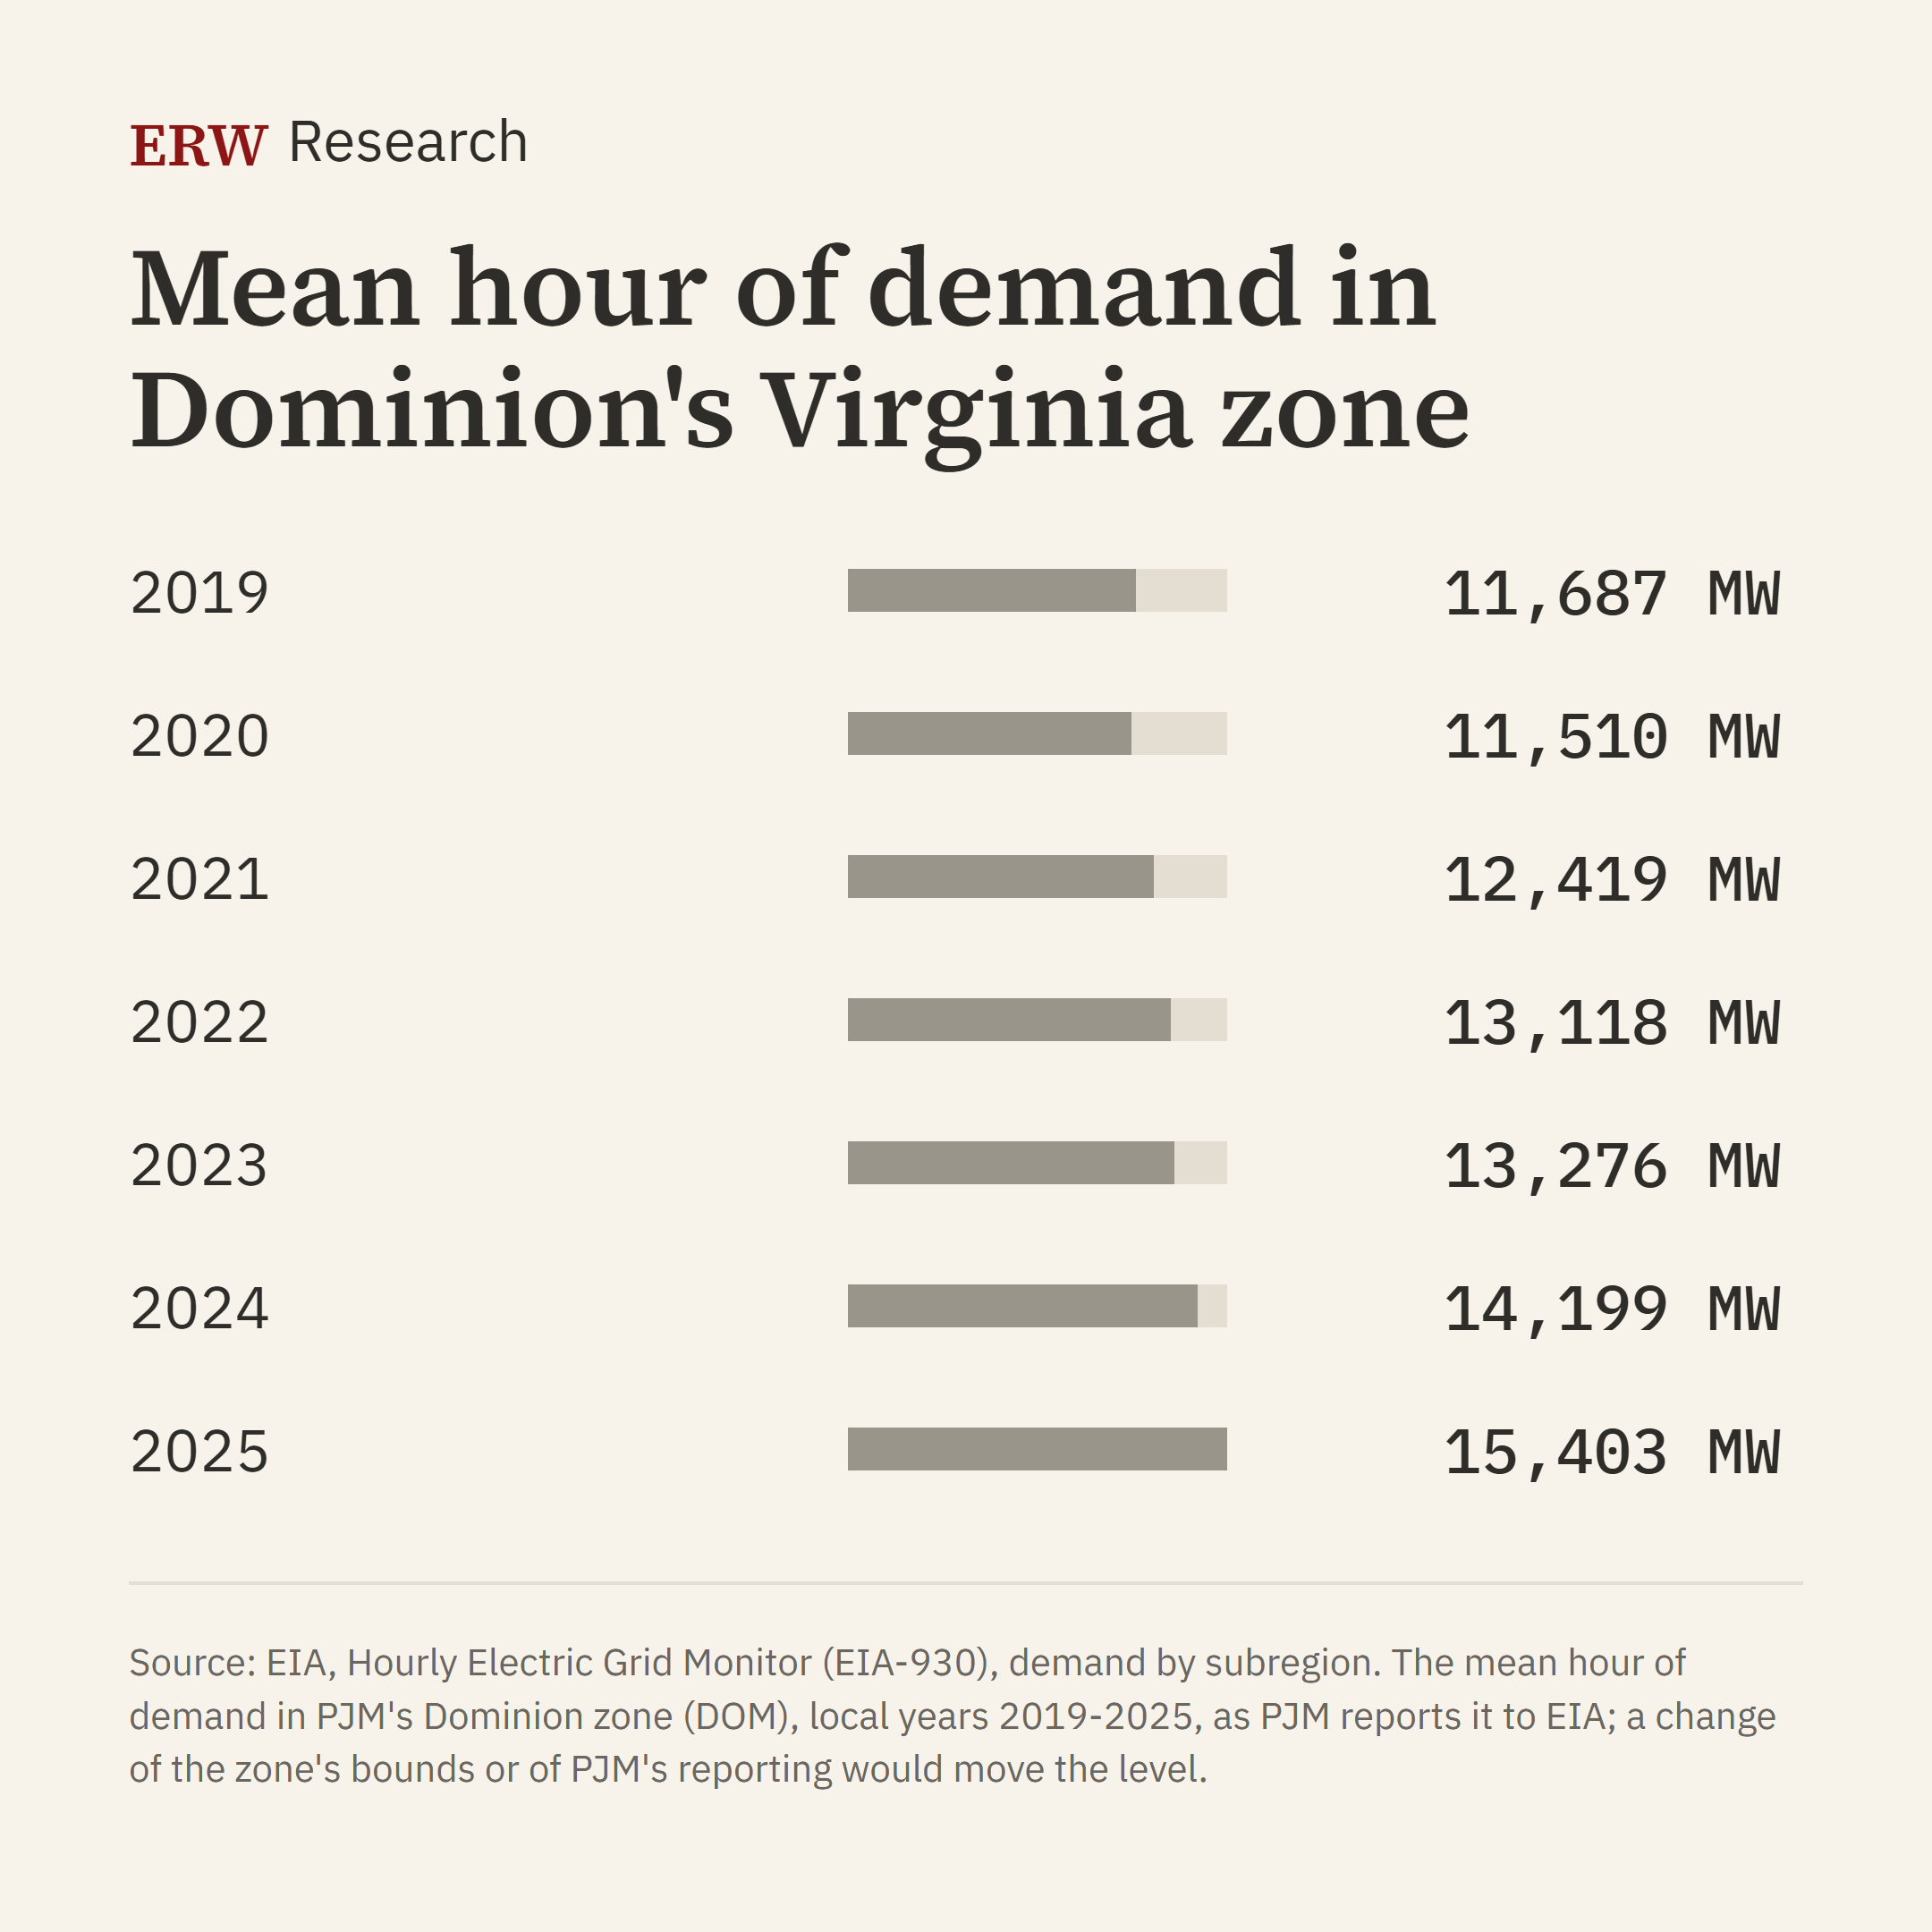 ERW Research
Mean hour of demand in
Dominion's Virginia zone
2019 11,687 MW
2020 11,510 MW
2021 12,419 MW
2022 13,118 MW
2023 13,276 MW
2024 14,199 MW
2025 15,403 MW
Source: EIA, Hourly Electric Grid Monitor (EIA-930), demand by subregion. The mean hour of
demand in PJM's Dominion zone (DOM), local years 2019-2025, as PJM reports it to EIA; a change
of the zone's bounds or of PJM's reporting would move the level.